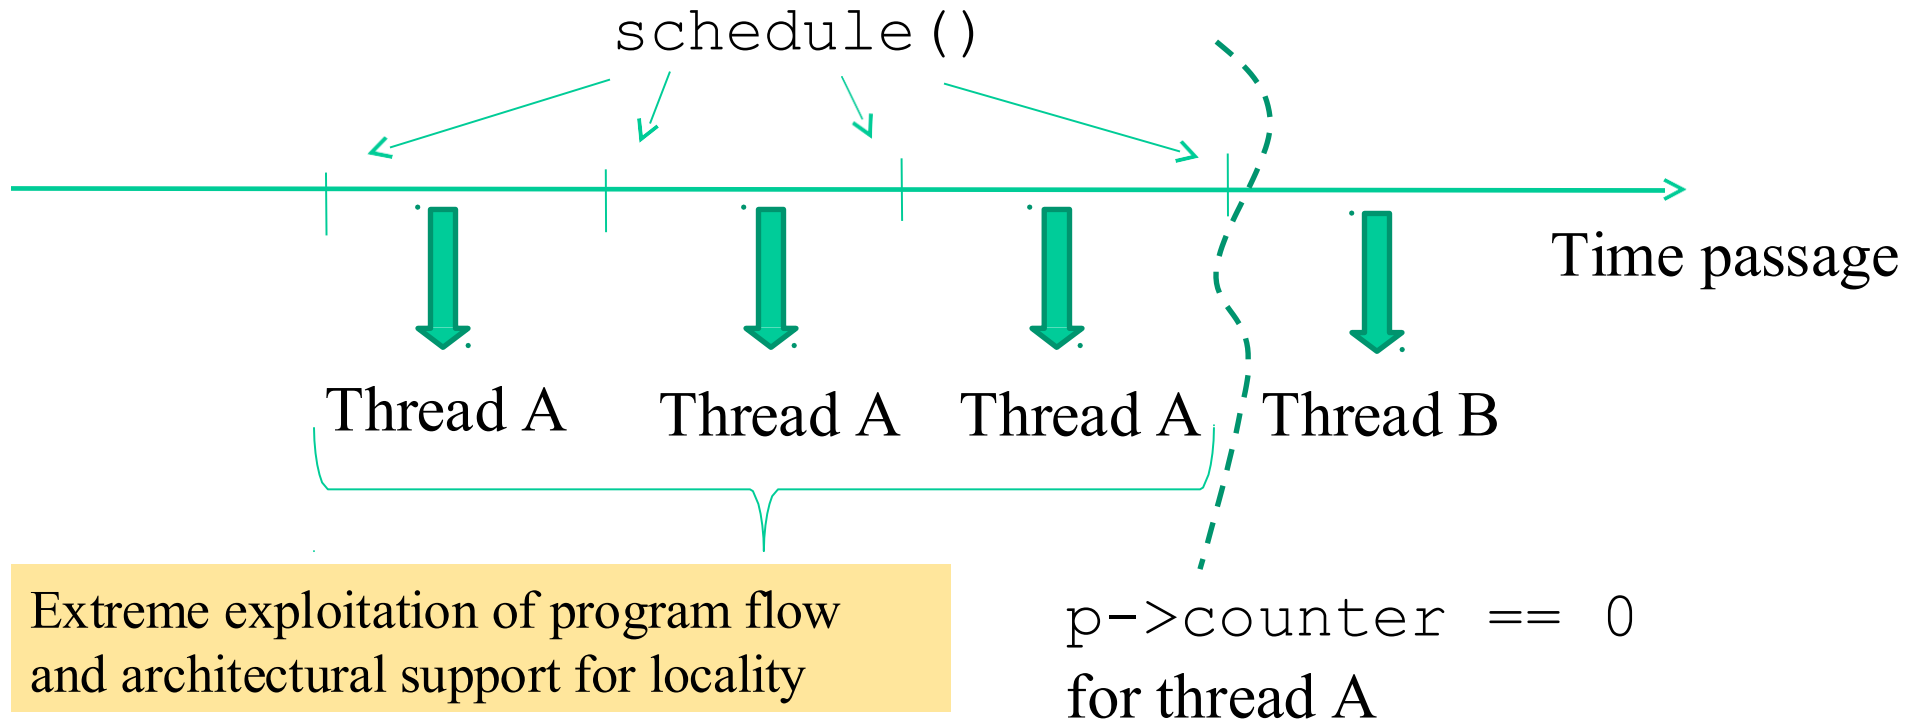 schedule()
Time passage
Thread A
Thread A
Thread A
Thread B
Extreme exploitation of program flow
and architectural support for locality
p->counter == 0
for thread A